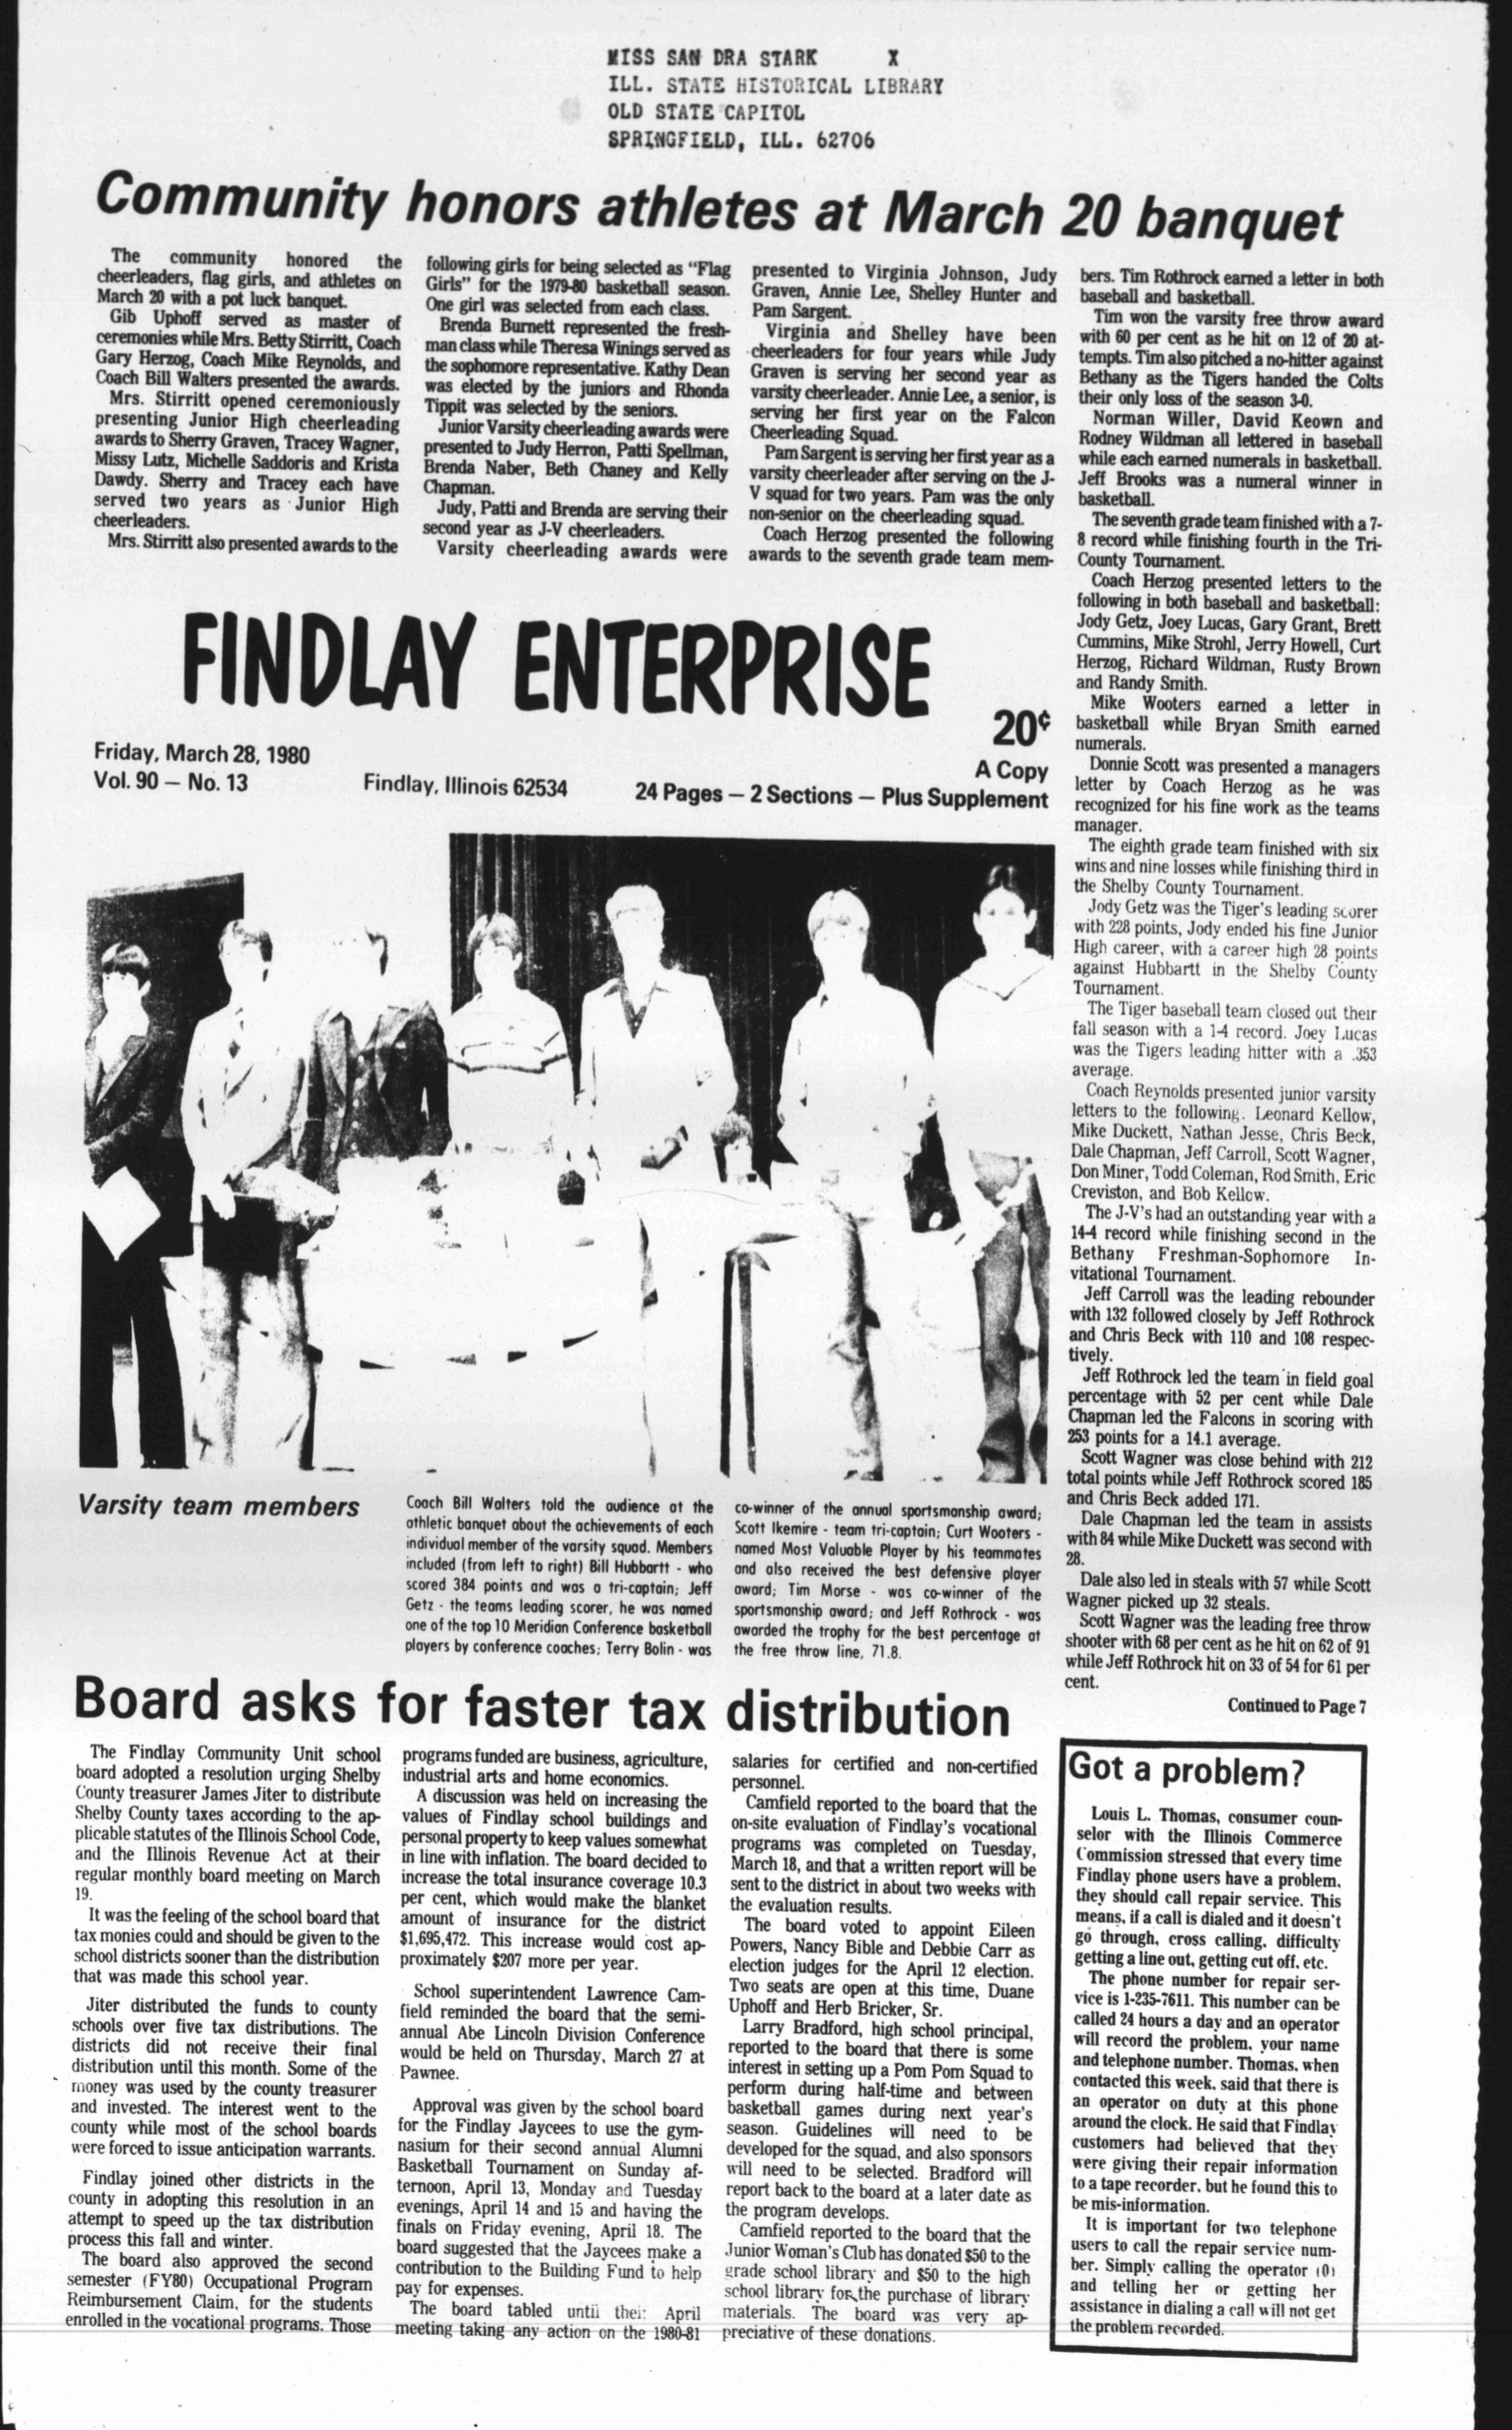 MISS SAN DRA STARK X
ILL. STATE HISTORICAL LIBRARY
OLD STATE CAPITOL
SPRINGFIELD, ILL. 62706
Community honors athletes at March 20 banquet
The community honored the
cheerleaders, flag girls, and athletes on
March 20 with a pot luck banquet.
Gib Uphoff served as master of
ceremonies while Mrs. Betty Stirritt, Coach
Gary Herzog, Coach Mike Reynolds, and
Coach Bill Walters presented the awards.
Mrs. Stirritt opened ceremoniously
presenting Junior High cheerleading
awards to Sherry Graven, Tracey Wagner,
Missy Lutz, Michelle Saddoris and Krista
Dawdy. Sherry and Tracey each have
served two years as Junior High
cheerleaders.
Mrs. Stirritt also presented awards to the
following girls for being selected as "Flag
Girls" for the 1979-80 basketball season.
One girl was selected from each class.
Brenda Burnett represented the fresh-
man class while Theresa Winings served as
the sophomore representative. Kathy Dean
was elected by the juniors and Rhonda
Tippit was selected by the seniors.
Junior Varsity cheerleading awards were
presented to Judy Herron, Patti Spellman,
Brenda Naber, Beth Chaney and Kelly
Chapman.
Judy, Patti and Brenda are serving their
second year as J-V cheerleaders.
Varsity cheerleading awards were
presented to Virginia Johnson, Judy
Graven, Annie Lee, Shelley Hunter and
Pam Sargent.
Virginia and Shelley have been
cheerleaders for four years while Judy
Graven is serving her second year as
varsity cheerleader. Annie Lee, a senior, is
serving her first year on the Falcon
Cheerleading Squad.
Pam Sargent is serving her first year as a
varsity cheerleader after serving on the J-
V squad for two years. Pam was the only
non-senior on the cheerleading squad.
Coach Herzog presented the following
awards to the seventh grade team mem-
bers. Tim Rothrock earned a letter in both
baseball and basketball.
Tim won the varsity free throw award
with 60 per cent as he hit on 12 of 20 at-
tempts. Tim also pitched a no-hitter against
Bethany as the Tigers handed the Colts
their only loss of the season 3-0.
Norman Willer, David Keown and
Rodney Wildman all lettered in baseball
while each earned numerals in basketball.
Jeff Brooks was a numeral winner in
basketball.
The seventh grade team finished with a 7-
8 record while finishing fourth in the Tri-
County Tournament.
Coach Herzog presented letters to the
following in both baseball and basketball:
Jody Getz, Joey Lucas, Gary Grant, Brett
Cummins, Mike Strohl, Jerry Howell, Curt
Herzog, Richard Wildman, Rusty Brown
and Randy Smith.
Mike Wooters earned a letter in
basketball while Bryan Smith earned
numerals.
Donnie Scott was presented a managers
letter by Coach Herzog as he was
recognized for his fine work as the teams
manager.
The eighth grade team finished with six
wins and nine losses while finishing third in
the Shelby County Tournament.
Jody Getz was the Tiger's leading scorer
with 228 points, Jody ended his fine Junior
High career, with a career high 28 points
against Hubbartt in the Shelby County
Tournament.
The Tiger baseball team closed out their
fall season with a 1-4 record. Joey Lucas
was the Tigers leading hitter with a .353
average.
Coach Reynolds presented junior varsity
letters to the following. Leonard Kellow,
Mike Duckett, Nathan Jesse, Chris Beck,
Dale Chapman, Jeff Carroll, Scott Wagner,
Don Miner, Todd Coleman, Rod Smith, Eric
Creviston, and Bob Kellow.
The J-V's had an outstanding year with a
14-4 record while finishing second in the
Bethany Freshman-Sophomore In-
vitational Tournament.
Jeff Carroll was the leading rebounder
with 132 followed closely by Jeff Rothrock
and Chris Beck with 110 and 108 respec-
tively.
Jeff Rothrock led the team in field goal
percentage with 52 per cent while Dale
Chapman led the Falcons in scoring with
253 points for a 14.1 average.
Scott Wagner was close behind with 212
total points while Jeff Rothrock scored 185
and Chris Beck added 171.
Dale Chapman led the team in assists
with 84 while Mike Duckett was second with
28.
Dale also led in steals with 57 while Scott
Wagner picked up 32 steals.
Scott Wagner was the leading free throw
shooter with 68 per cent as he hit on 62 of 91
while Jeff Rothrock hit on 33 of 54 for 61 per
cent.
Continued to Page 7
FINDLAY ENTERPRISE
20¢
A Copy
Friday, March 28, 1980
Vol. 90 — No. 13
Findlay, Illinois 62534
24 Pages — 2 Sections — Plus Supplement
Varsity team members
Coach Bill Walters told the audience at the
athletic banquet about the achievements of each
individual member of the varsity squad. Members
included (from left to right) Bill Hubbartt - who
scored 384 points and was a tri-captain; Jeff
Getz - the teams leading scorer, he was named
one of the top 10 Meridian Conference basketball
players by conference coaches; Terry Bolin - was
co-winner of the annual sportsmanship award;
Scott Ikemire - team tri-captain; Curt Wooters -
named Most Valuable Player by his teammates
and also received the best defensive player
award; Tim Morse - was co-winner of the
sportsmanship award; and Jeff Rothrock - was
awarded the trophy for the best percentage at
the free throw line, 71.8.
Board asks for faster tax distribution
The Findlay Community Unit school
board adopted a resolution urging Shelby
County treasurer James Jiter to distribute
Shelby County taxes according to the ap-
plicable statutes of the Illinois School Code,
and the Illinois Revenue Act at their
regular monthly board meeting on March
19.
It was the feeling of the school board that
tax monies could and should be given to the
school districts sooner than the distribution
that was made this school year.
Jiter distributed the funds to county
schools over five tax distributions. The
districts did not receive their final
distribution until this month. Some of the
money was used by the county treasurer
and invested. The interest went to the
county while most of the school boards
were forced to issue anticipation warrants.
Findlay joined other districts in the
county in adopting this resolution in an
attempt to speed up the tax distribution
process this fall and winter.
The board also approved the second
semester (FY80) Occupational Program
Reimbursement Claim, for the students
enrolled in the vocational programs. Those
programs funded are business, agriculture,
industrial arts and home economics.
A discussion was held on increasing the
values of Findlay school buildings and
personal property to keep values somewhat
in line with inflation. The board decided to
increase the total insurance coverage 10.3
per cent, which would make the blanket
amount of insurance for the district
$1,695,472. This increase would cost ap-
proximately $207 more per year.
School superintendent Lawrence Cam-
field reminded the board that the semi-
annual Abe Lincoln Division Conference
would be held on Thursday, March 27 at
Pawnee.
Approval was given by the school board
for the Findlay Jaycees to use the gym-
nasium for their second annual Alumni
Basketball Tournament on Sunday af-
ternoon, April 13, Monday and Tuesday
evenings, April 14 and 15 and having the
finals on Friday evening, April 18. The
board suggested that the Jaycees make a
contribution to the Building Fund to help
pay for expenses.
The board tabled until their April
meeting taking any action on the 1980-81
salaries for certified and non-certified
personnel.
Camfield reported to the board that the
on-site evaluation of Findlay's vocational
programs was completed on Tuesday,
March 18, and that a written report will be
sent to the district in about two weeks with
the evaluation results.
The board voted to appoint Eileen
Powers, Nancy Bible and Debbie Carr as
election judges for the April 12 election.
Two seats are open at this time, Duane
Uphoff and Herb Bricker, Sr.
Larry Bradford, high school principal,
reported to the board that there is some
interest in setting up a Pom Pom Squad to
perform during half-time and between
basketball games during next year's
season. Guidelines will need to be
developed for the squad, and also sponsors
will need to be selected. Bradford will
report back to the board at a later date as
the program develops.
Camfield reported to the board that the
Junior Woman's Club has donated $50 to the
grade school library and $50 to the high
school library for the purchase of library
materials. The board was very ap-
preciative of these donations.
Got a problem?
Louis L. Thomas, consumer coun-
selor with the Illinois Commerce
Commission stressed that every time
Findlay phone users have a problem,
they should call repair service. This
means, if a call is dialed and it doesn't
go through, cross calling, difficulty
getting a line out, getting cut off, etc.
The phone number for repair ser-
vice is 1-235-7611. This number can be
called 24 hours a day and an operator
will record the problem, your name
and telephone number. Thomas, when
contacted this week, said that there is
an operator on duty at this phone
around the clock. He said that Findlay
customers had believed that they
were giving their repair information
to a tape recorder, but he found this to
be mis-information.
It is important for two telephone
users to call the repair service num-
ber. Simply calling the operator (0)
and telling her or getting her
assistance in dialing a call will not get
the problem recorded.